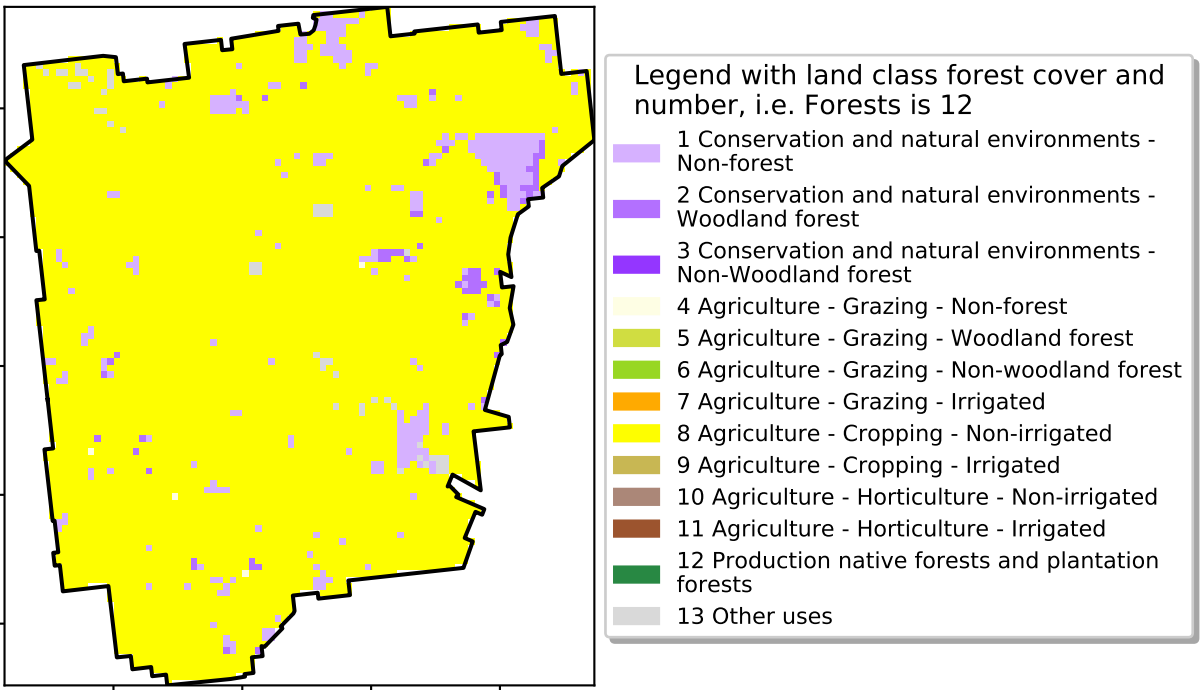 Legend with land class forest cover and
number, i.e. Forests is 12
1 Conservation and natural environments -
Non-forest
2 Conservation and natural environments -
Woodland forest
3 Conservation and natural environments -
Non-Woodland forest
4 Agriculture - Grazing - Non-forest
5 Agriculture - Grazing - Woodland forest
6 Agriculture - Grazing - Non-woodland forest
7 Agriculture - Grazing - Irrigated
8 Agriculture - Cropping - Non-irrigated
9 Agriculture - Cropping - Irrigated
10 Agriculture - Horticulture - Non-irrigated
11 Agriculture - Horticulture - Irrigated
12 Production native forests and plantation
forests
13 Other uses